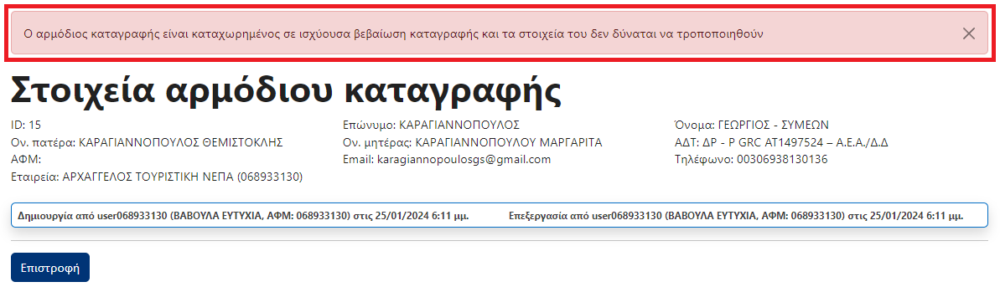 Ο αρμόδιος καταγραφής είναι καταχωρημένος σε ισχύουσα βεβαίωση καταγραφής και τα στοιχεία του δεν δύναται να τροποποιηθούν
Στοιχεία αρμόδιου καταγραφής
ID: 15 Επώνυμο: ΚΑΡΑΓΙΑΝΝΟΠΟΥΛΟΣ Όνομα: ΓΕΩΡΓΙΟΣ - ΣΥΜΕΩΝ
Ον. πατέρα: ΚΑΡΑΓΙΑΝΝΟΠΟΥΛΟΣ ΘΕΜΙΣΤΟΚΛΗΣ Ον. μητέρας: ΚΑΡΑΓΙΑΝΝΟΠΟΥΛΟΥ ΜΑΡΓΑΡΙΤΑ ΑΔΤ: ΔΡ - P GRC AT1497524 – Α.Ε.Α./Δ.Δ
ΑΦΜ: Email: karagiannopoulosgs@gmail.com Τηλέφωνο: 00306938130136
Εταιρεία: ΑΡΧΑΓΓΕΛΟΣ ΤΟΥΡΙΣΤΙΚΗ ΝΕΠΑ (068933130)
Δημιουργία από user068933130 (ΒΑΒΟΥΛΑ ΕΥΤΥΧΙΑ, ΑΦΜ: 068933130) στις 25/01/2024 6:11 μμ. Επεξεργασία από user068933130 (ΒΑΒΟΥΛΑ ΕΥΤΥΧΙΑ, ΑΦΜ: 068933130) στις 25/01/2024 6:11 μμ.
Επιστροφή